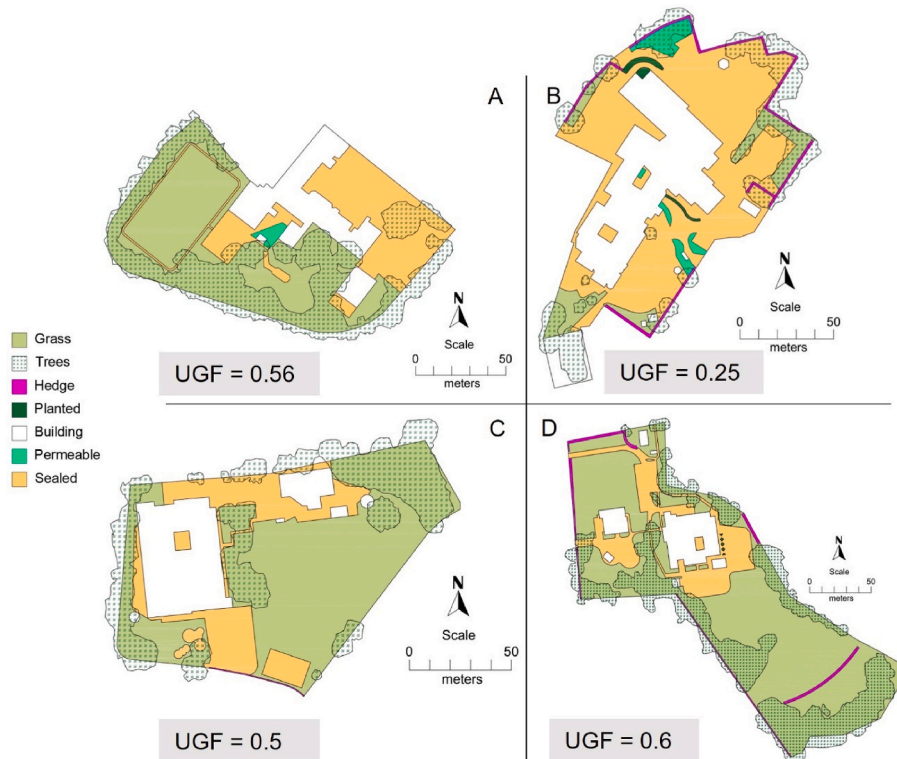 A
N
Scale
0 50
meters
UGF = 0.56
B
N
Scale
0 50
meters
UGF = 0.25
Grass
Trees
Hedge
Planted
Building
Permeable
Sealed
C
N
Scale
0 50
meters
UGF = 0.5
D
N
Scale
0 50
meters
UGF = 0.6